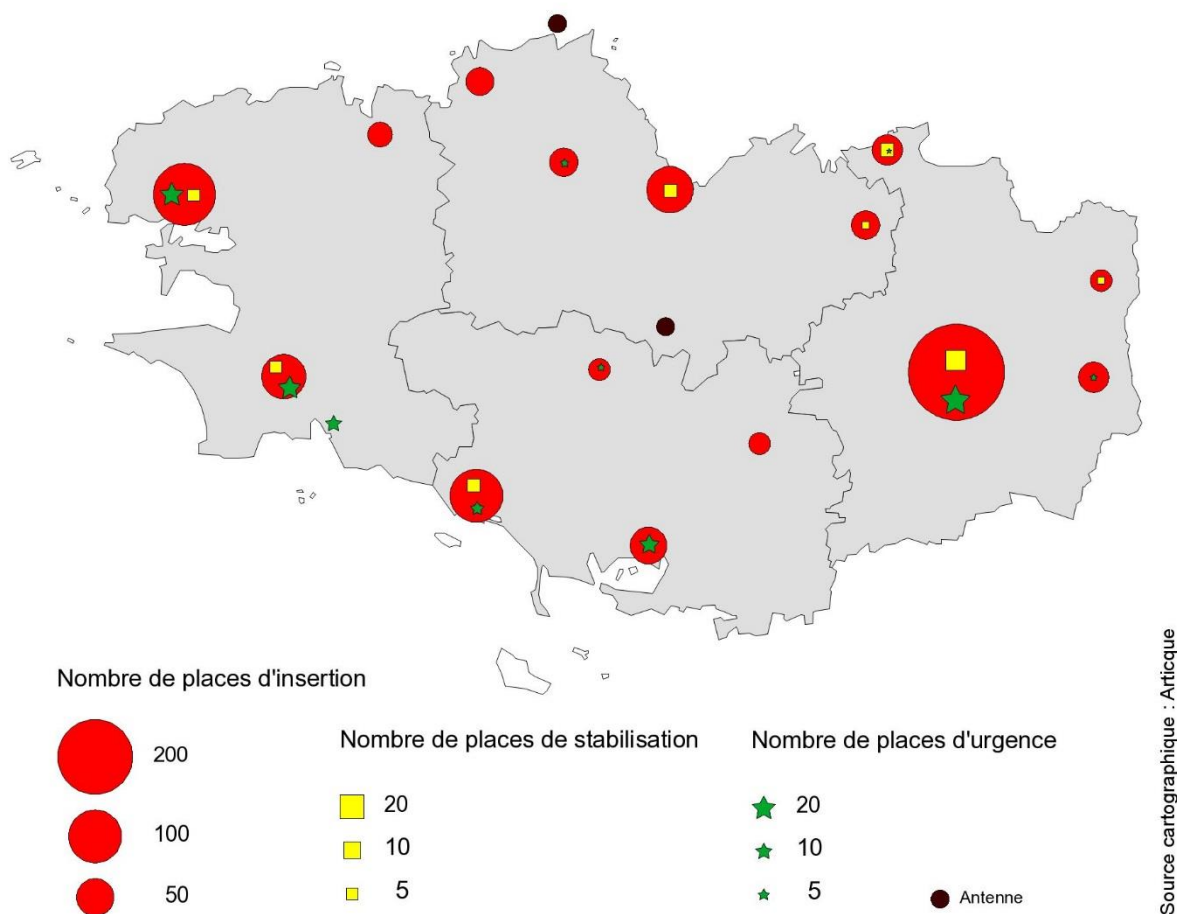 Nombre de places d'insertion
200
100
50
Nombre de places de stabilisation
20
10
5
Nombre de places d'urgence
20
10
5
Antenne
Source cartographique : Articque